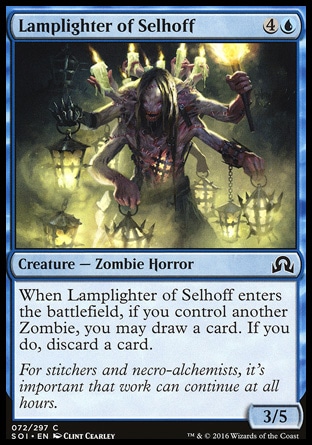 Lamplighter of Selhoff 4
Creature — Zombie Horror
When Lamplighter of Selhoff enters
the battlefield, if you control another
Zombie, you may draw a card. If you
do, discard a card.
For stitchers and necro-alchemists, it's
important that work can continue at all
hours.
3/5
072/297 C
SOI • EN Clint Cearley
™ & © 2016 Wizards of the Coast